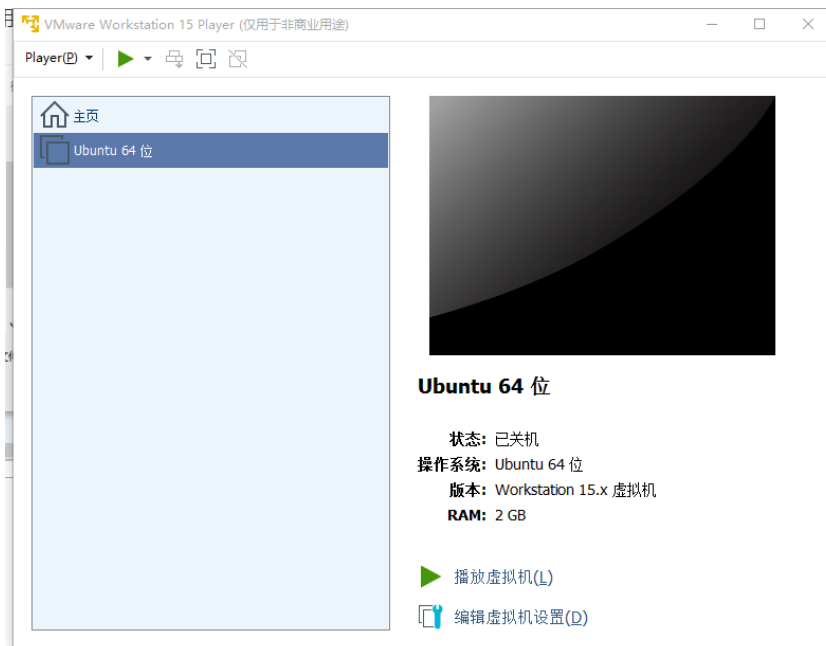 VMware Workstation 15 Player (仅用于非商业用途)
Player(P)
主页
Ubuntu 64 位
Ubuntu 64 位
状态: 已关机
操作系统: Ubuntu 64 位
版本: Workstation 15.x 虚拟机
RAM: 2 GB
播放虚拟机(L)
编辑虚拟机设置(D)